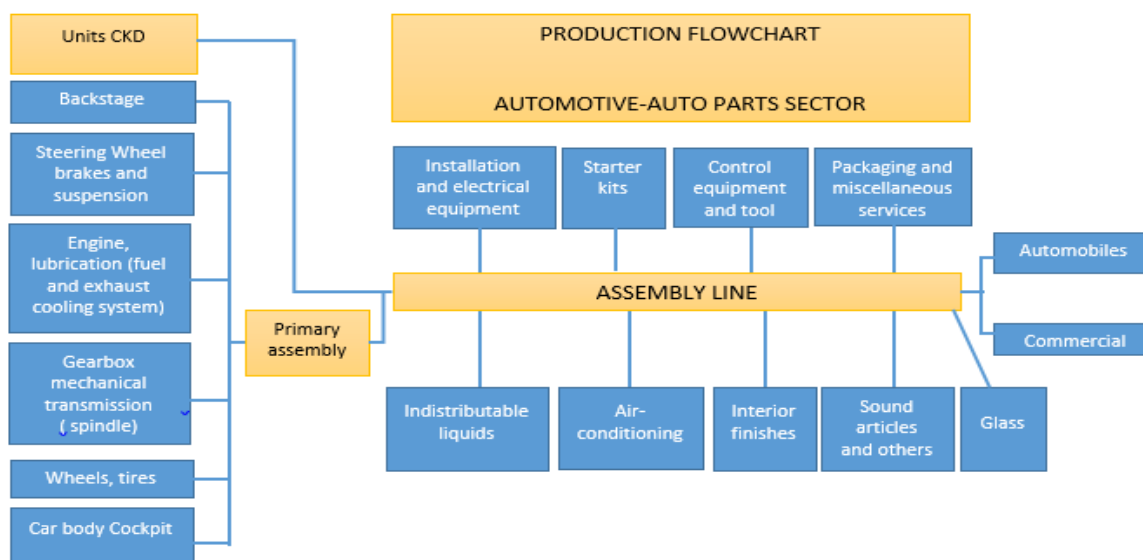 Units CKD
PRODUCTION FLOWCHART
AUTOMOTIVE-AUTO PARTS SECTOR
Backstage
Steering Wheel
brakes and
suspension
Engine,
lubrication (fuel
and exhaust
cooling system)
Gearbox
mechanical
transmission
( spindle)
Wheels, tires
Car body Cockpit
Primary
assembly
Installation
and electrical
equipment
Starter
kits
Control
equipment
and tool
Packaging and
miscellaneous
services
ASSEMBLY LINE
Automobiles
Commercial
Indistributable
liquids
Air-
conditioning
Interior
finishes
Sound
articles
and others
Glass